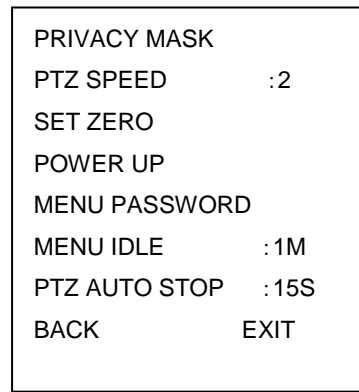 PRIVACY MASK
PTZ SPEED :2
SET ZERO
POWER UP
MENU PASSWORD
MENU IDLE :1M
PTZ AUTO STOP :15S
BACK EXIT